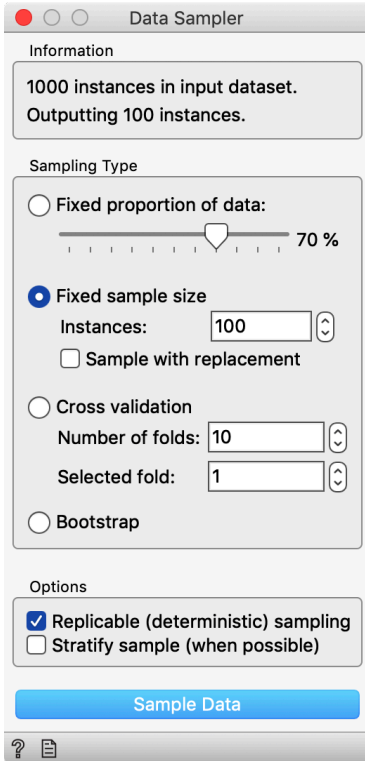 Data Sampler
Information
1000 instances in input dataset.
Outputting 100 instances.
Sampling Type
Fixed proportion of data:
70 %
Fixed sample size
Instances: 100
Sample with replacement
Cross validation
Number of folds: 10
Selected fold: 1
Bootstrap
Options
Replicable (deterministic) sampling
Stratify sample (when possible)
Sample Data
?